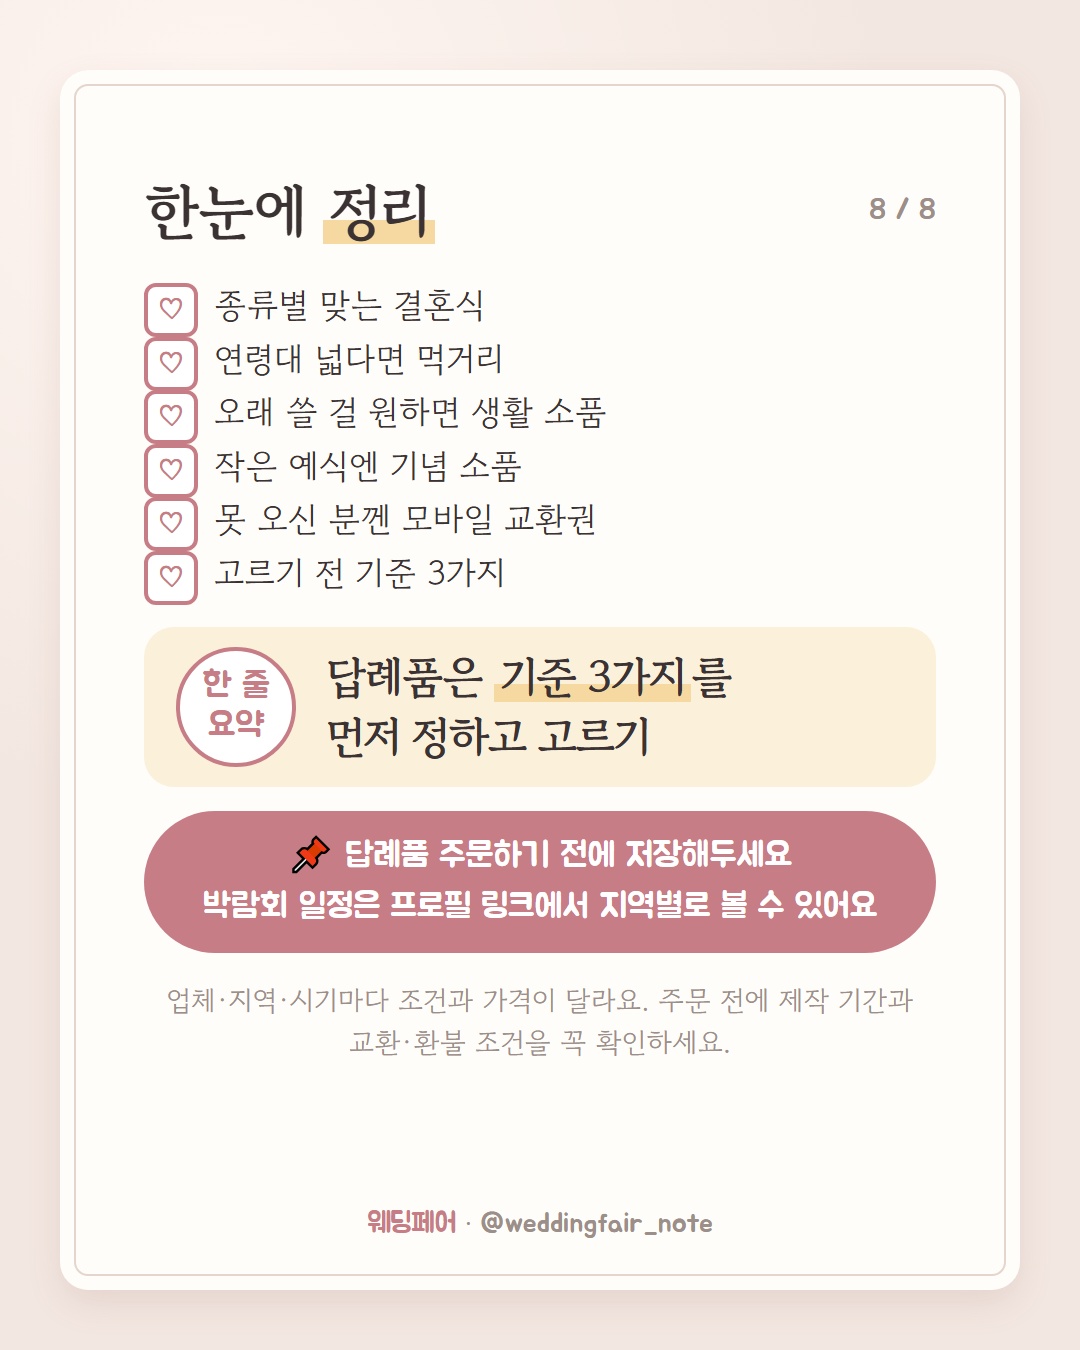 한눈에 정리
8 / 8
종류별 맞는 결혼식
연령대 넓다면 먹거리
오래 쓸 걸 원하면 생활 소품
작은 예식엔 기념 소품
못 오신 분껜 모바일 교환권
고르기 전 기준 3가지
한 줄
요약
답례품은 기준 3가지를
먼저 정하고 고르기
📌 답례품 주문하기 전에 저장해두세요
박람회 일정은 프로필 링크에서 지역별로 볼 수 있어요
업체·지역·시기마다 조건과 가격이 달라요. 주문 전에 제작 기간과
교환·환불 조건을 꼭 확인하세요.
웨딩페어 · @weddingfair_note